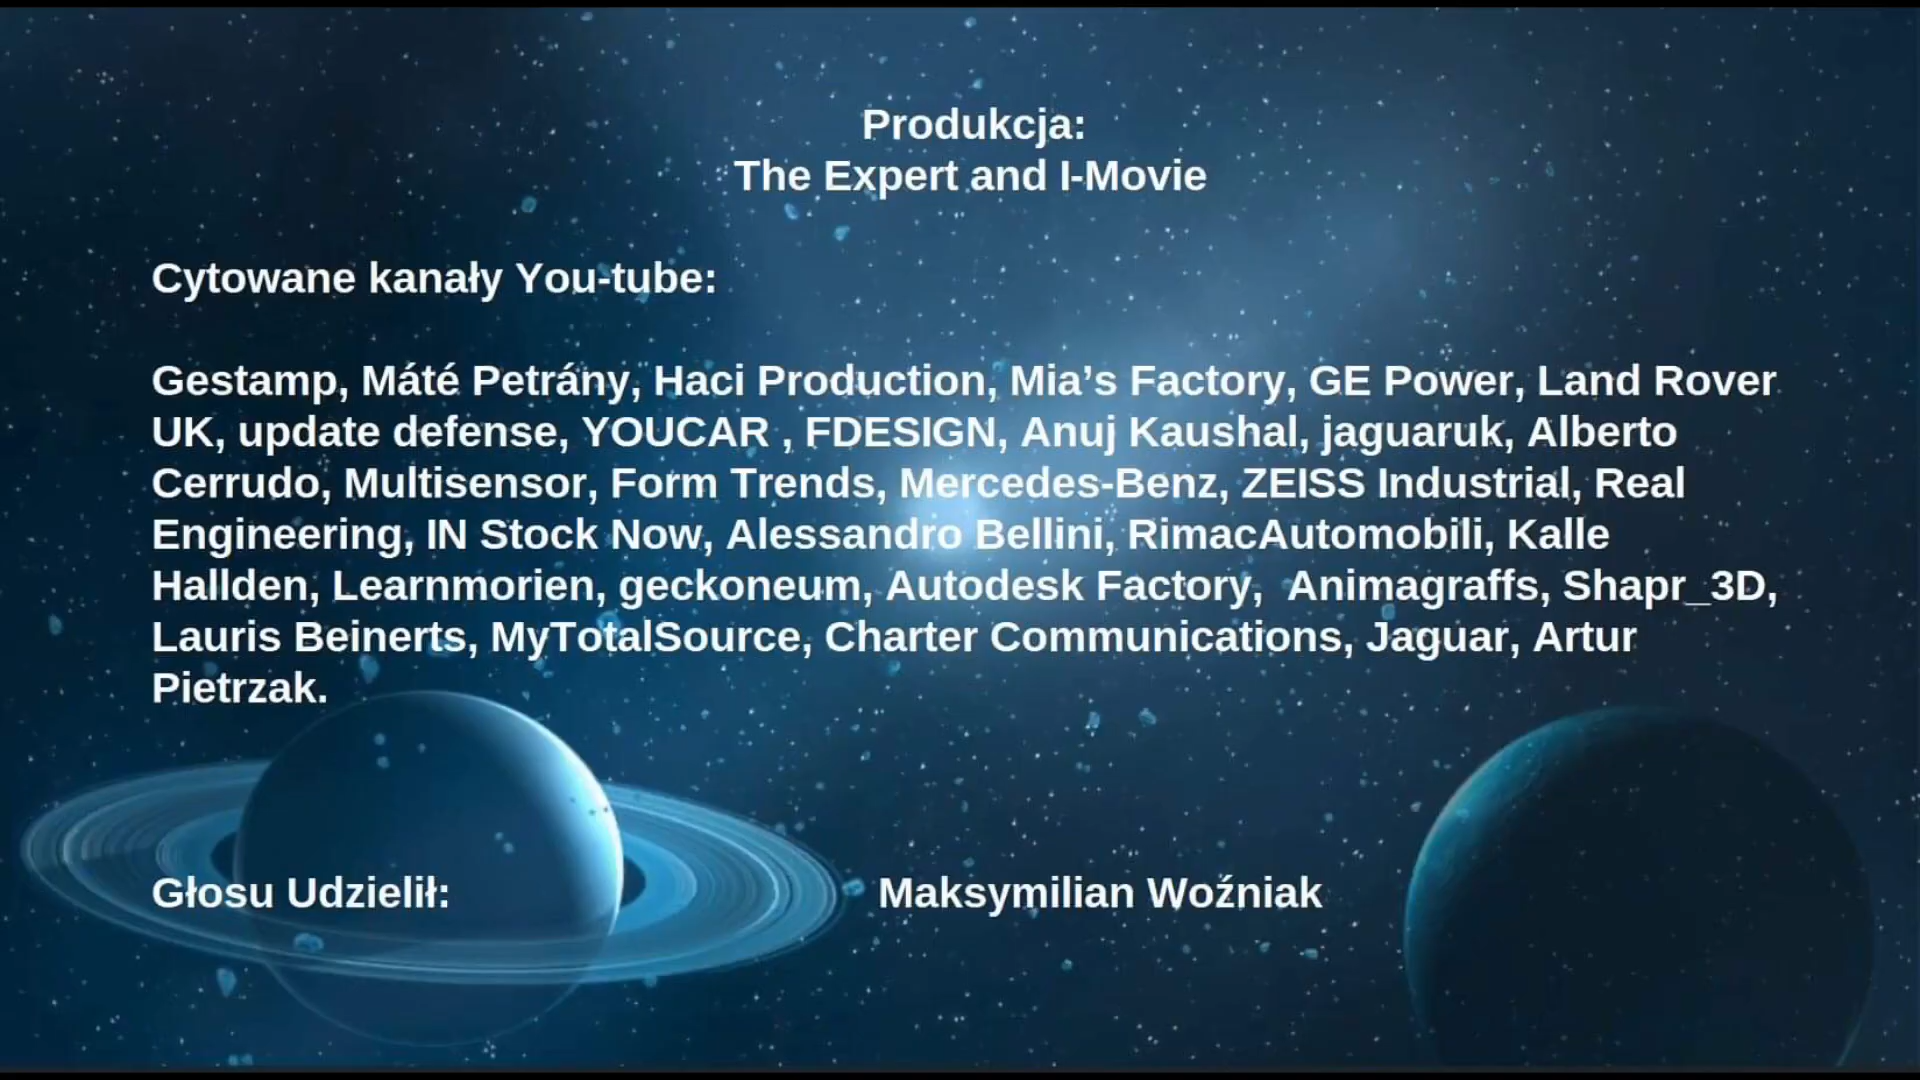 Produkcja:
The Expert and I-Movie
Cytowane kanały You-tube:
Gestamp, Máté Petrány, Haci Production, Mia’s Factory, GE Power, Land Rover
UK, update defense, YOUCAR , FDESIGN, Anuj Kaushal, jaguaruk, Alberto
Cerrudo, Multisensor, Form Trends, Mercedes-Benz, ZEISS Industrial, Real
Engineering, IN Stock Now, Alessandro Bellini, RimacAutomobili, Kalle
Hallden, Learnmorien, geckoneum, Autodesk Factory,  Animagraffs, Shapr_3D,
Lauris Beinerts, MyTotalSource, Charter Communications, Jaguar, Artur
Pietrzak.
Głosu Udzielił: Maksymilian Woźniak